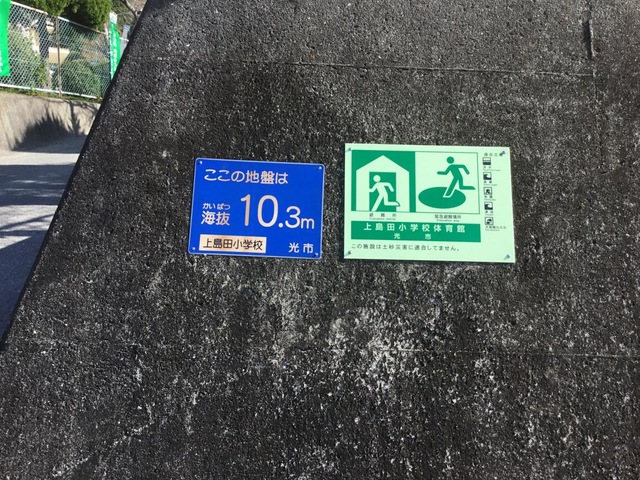 ここの地盤は
かいばつ
海抜 10.3m
上島田小学校 光市
避難所
緊急避難場所
上島田小学校体育館
光市
この施設は土砂災害に適合してません。